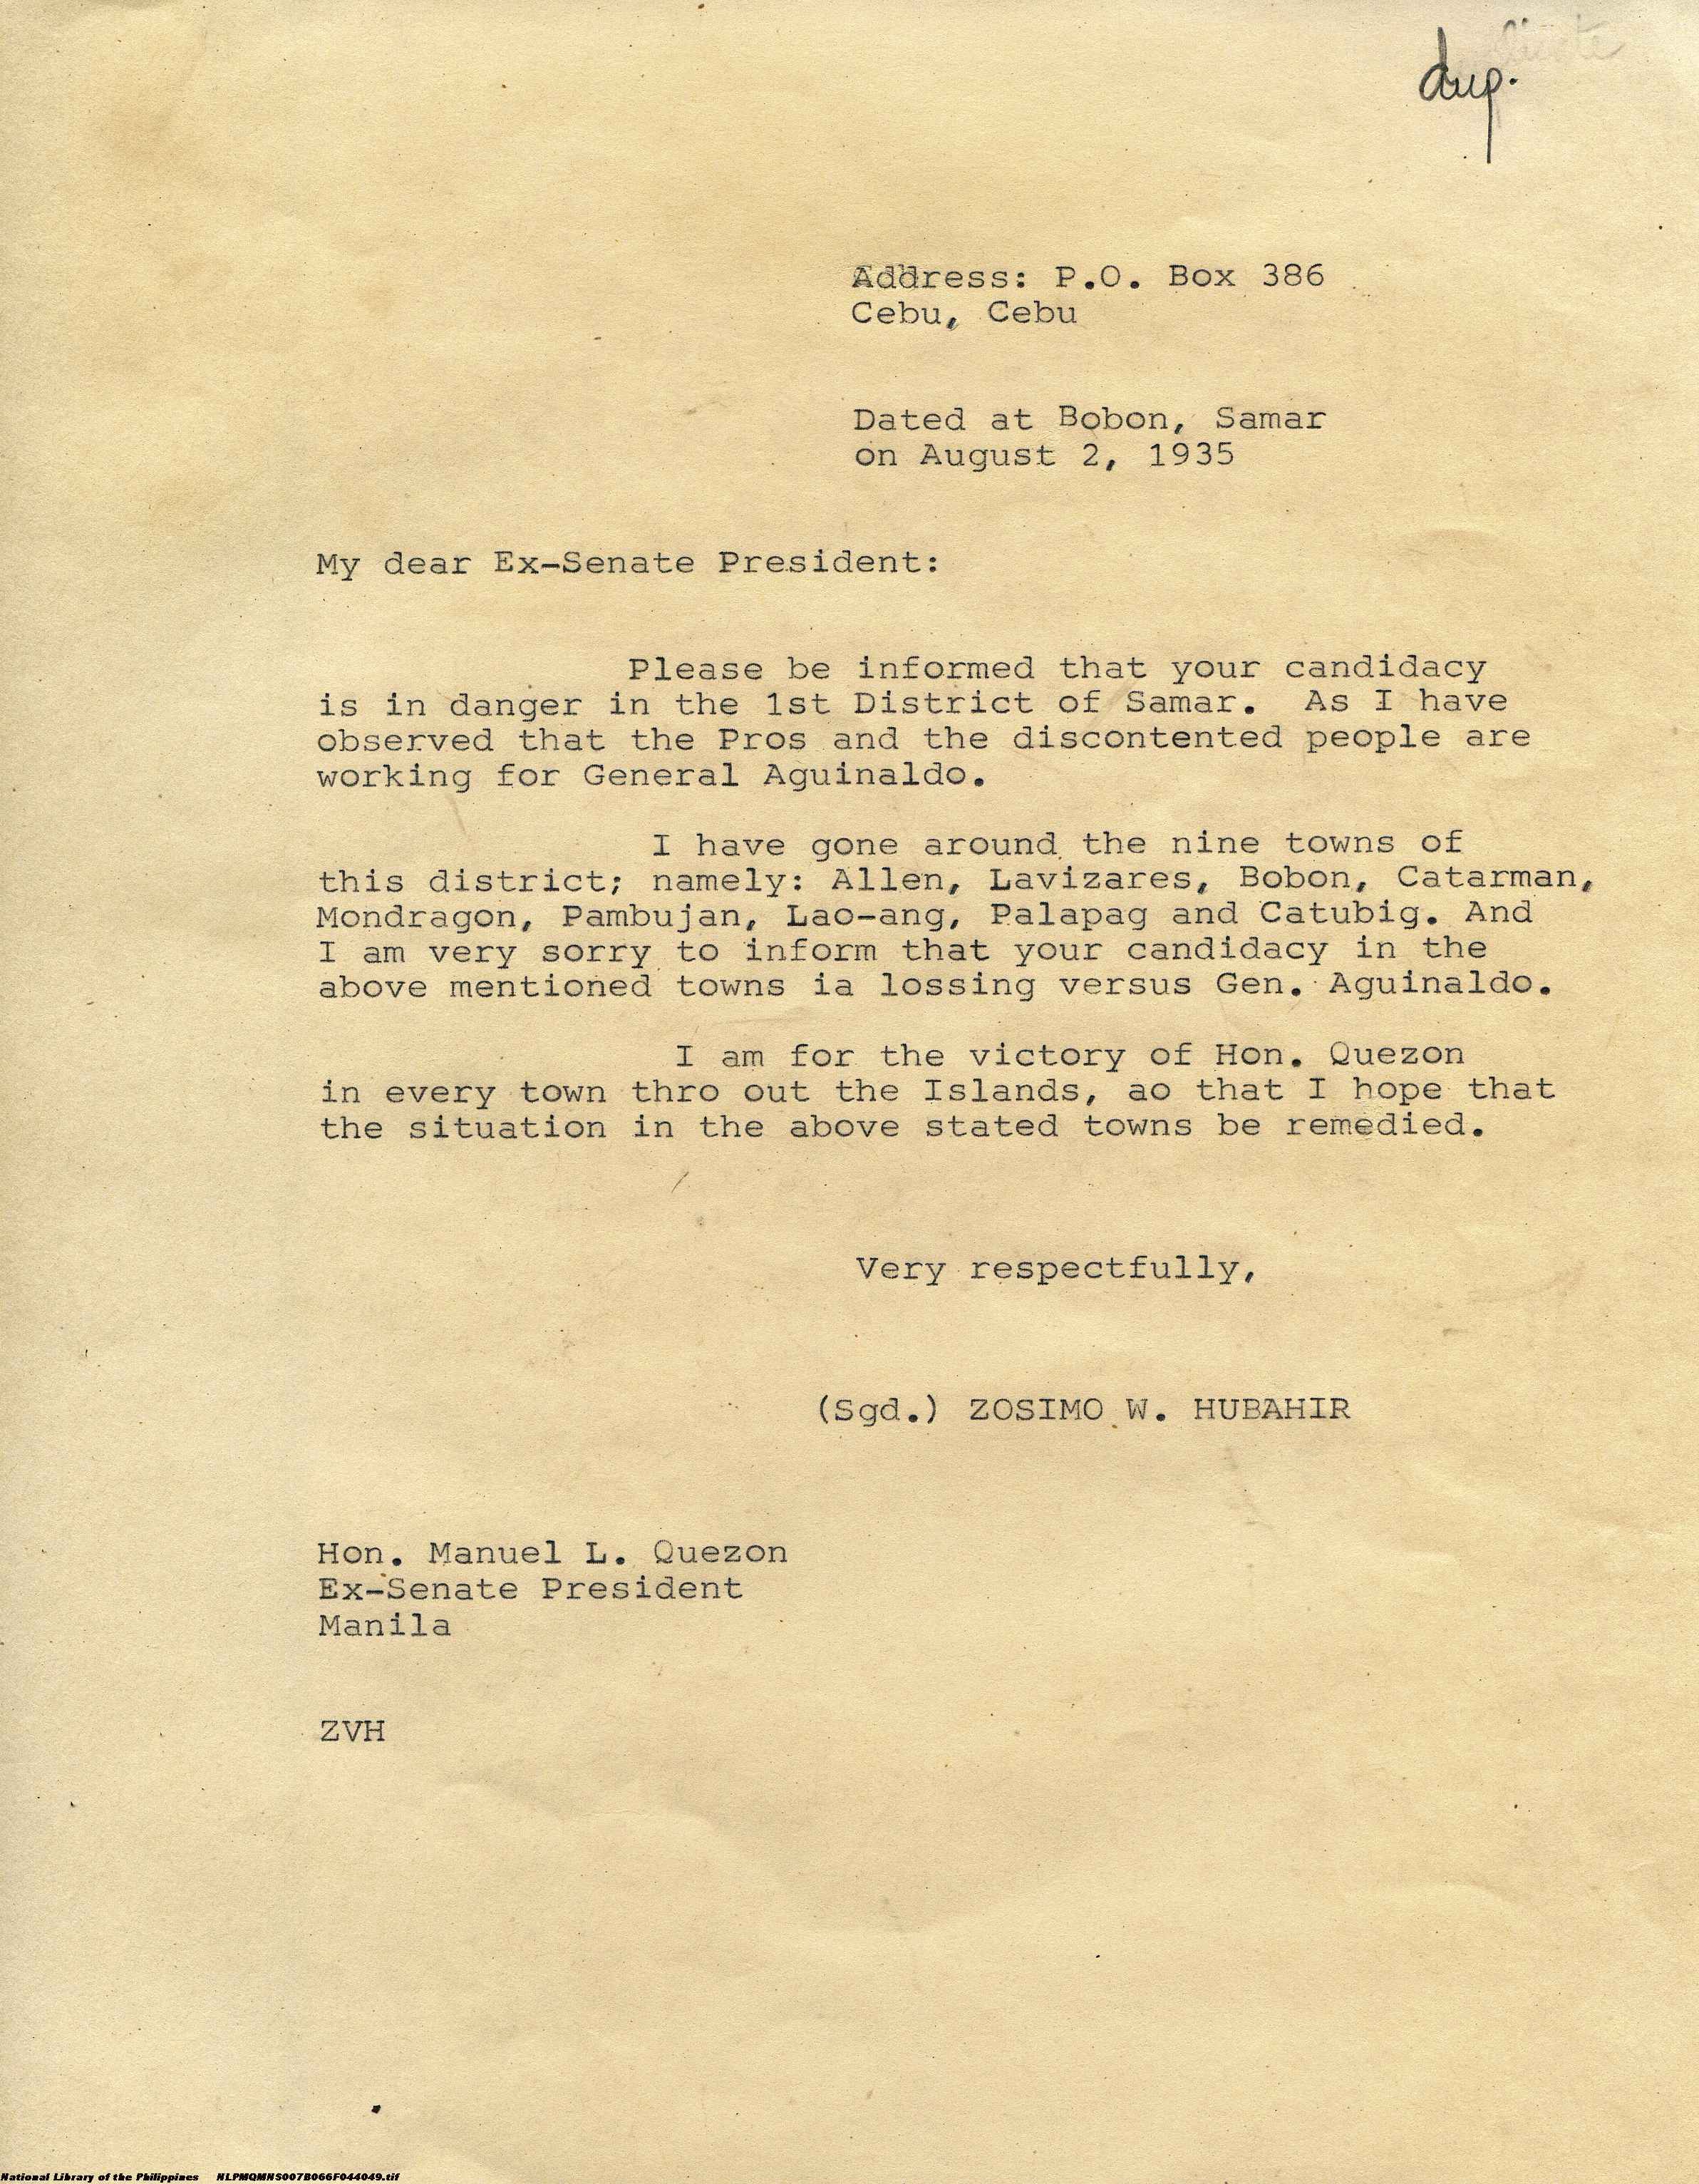 dup.
Address: P.O. Box 386
Cebu, Cebu
Dated at Bobon, Samar
on August 2, 1935
My dear Ex-Senate President:
Please be informed that your candidacy
is in danger in the 1st District of Samar. As I have
observed that the Pros and the discontented people are
working for General Aguinaldo.
I have gone around the nine towns of
this district; namely: Allen, Lavizares, Bobon, Catarman,
Mondragon, Pambujan, Lao-ang, Palapag and Catubig. And
I am very sorry to inform that your candidacy in the
above mentioned towns ia lossing versus Gen. Aguinaldo.
I am for the victory of Hon. Quezon
in every town thro out the Islands, ao that I hope that
the situation in the above stated towns be remedied.
Very respectfully,
(Sgd.) ZOSIMO W. HUBAHIR
Hon. Manuel L. Quezon
Ex-Senate President
Manila
ZVH
National Library of the Philippines NLPMQMNS007B066F044049.tif